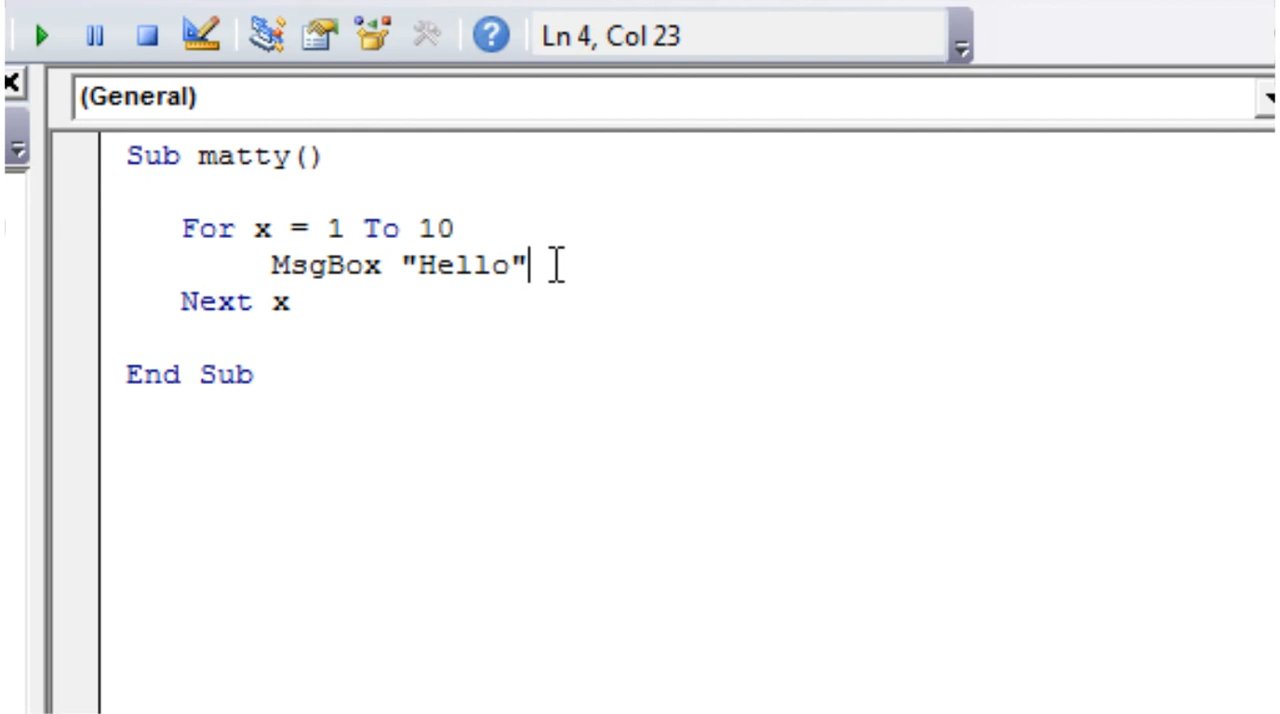 Ln 4, Col 23
(General)
Sub matty()
For x = 1 To 10
MsgBox "Hello"
Next x
End Sub